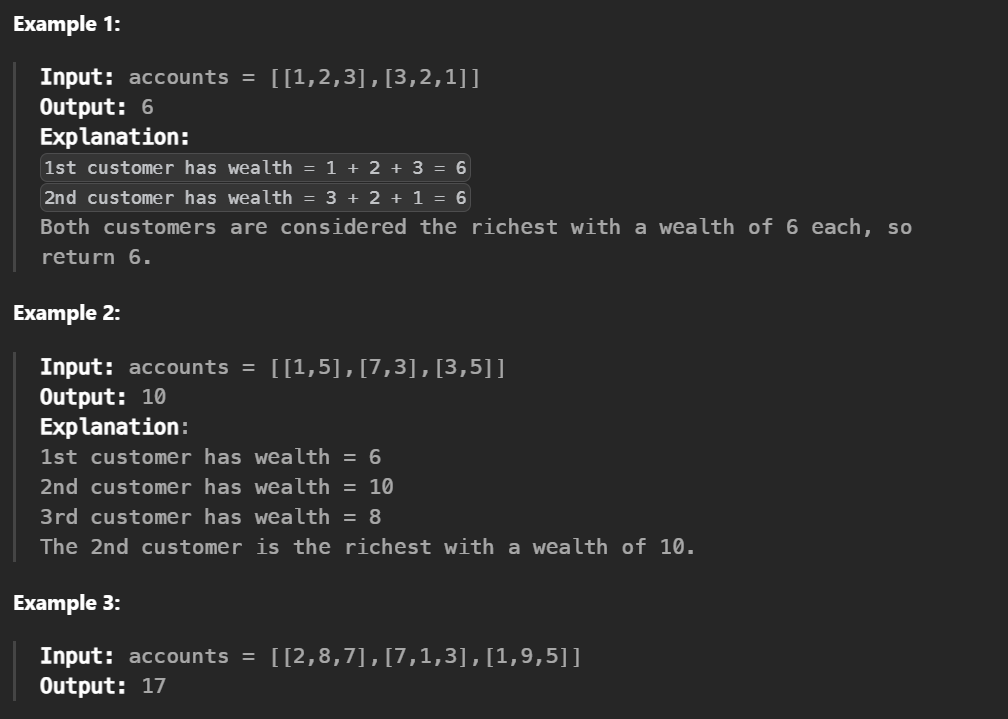 Example 1:
Input: accounts = [[1,2,3],[3,2,1]]
Output: 6
Explanation:
1st customer has wealth = 1 + 2 + 3 = 6
2nd customer has wealth = 3 + 2 + 1 = 6
Both customers are considered the richest with a wealth of 6 each, so
return 6.
Example 2:
Input: accounts = [[1,5],[7,3],[3,5]]
Output: 10
Explanation:
1st customer has wealth = 6
2nd customer has wealth = 10
3rd customer has wealth = 8
The 2nd customer is the richest with a wealth of 10.
Example 3:
Input: accounts = [[2,8,7],[7,1,3],[1,9,5]]
Output: 17